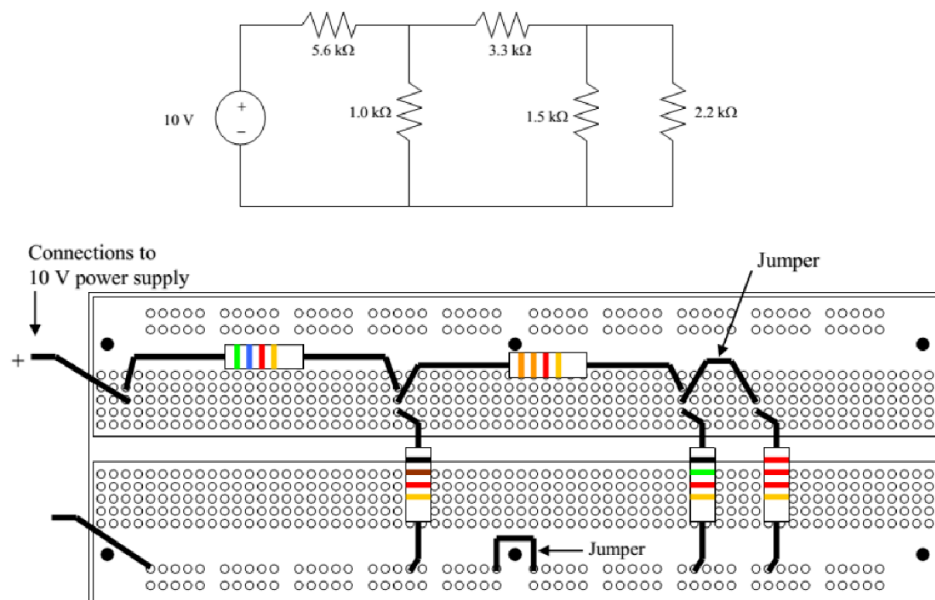 5.6 kΩ
3.3 kΩ
10 V
+
−
1.0 kΩ
1.5 kΩ
2.2 kΩ
Connections to
10 V power supply
Jumper
+
Jumper